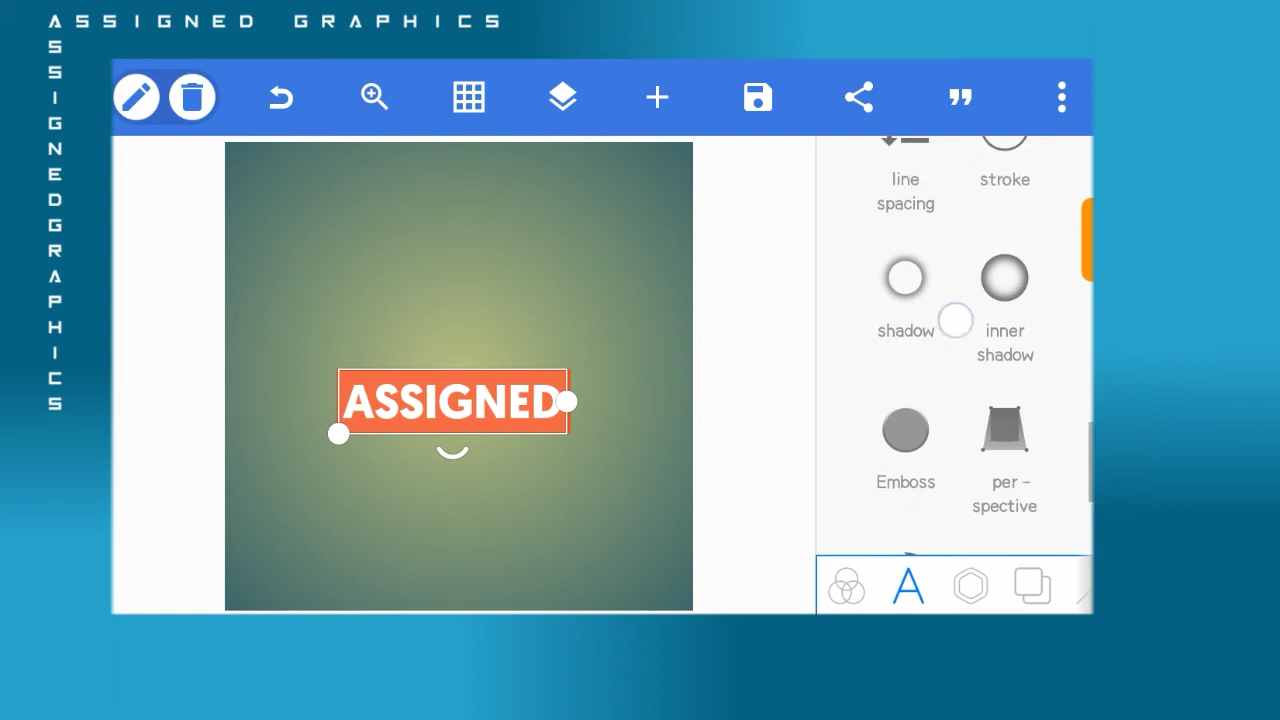 ASSIGNED GRAPHICS
ASSIGNEDGRAPHICS
line
spacing
stroke
shadow
inner
shadow
ASSIGNED
Emboss
per -
spective